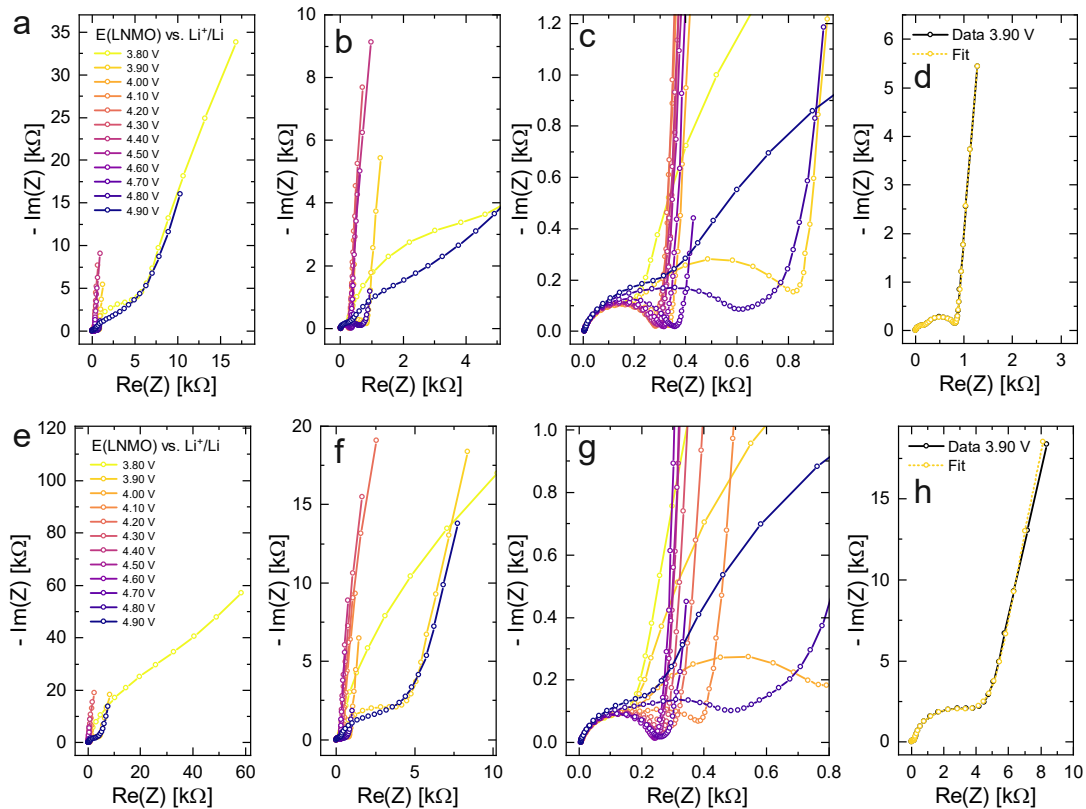 a
E(LNMO) vs. Li⁺/Li
3.80 V
3.90 V
4.00 V
4.10 V
4.20 V
4.30 V
4.40 V
4.50 V
4.60 V
4.70 V
4.80 V
4.90 V
35
30
25
20
15
10
5
0
- Im(Z) [kΩ]
0 5 10 15
Re(Z) [kΩ]
b
10
8
6
4
2
0
- Im(Z) [kΩ]
0 2 4
Re(Z) [kΩ]
c
1.2
1.0
0.8
0.6
0.4
0.2
0.0
- Im(Z) [kΩ]
0.0 0.2 0.4 0.6 0.8
Re(Z) [kΩ]
d
Data 3.90 V
Fit
6
5
4
3
2
1
0
- Im(Z) [kΩ]
0 1 2 3
Re(Z) [kΩ]
e
E(LNMO) vs. Li⁺/Li
3.80 V
3.90 V
4.00 V
4.10 V
4.20 V
4.30 V
4.40 V
4.50 V
4.60 V
4.70 V
4.80 V
4.90 V
120
100
80
60
40
20
0
- Im(Z) [kΩ]
0 10 20 30 40 50 60
Re(Z) [kΩ]
f
20
15
10
5
0
- Im(Z) [kΩ]
0 2 4 6 8 10
Re(Z) [kΩ]
g
1.0
0.8
0.6
0.4
0.2
0.0
- Im(Z) [kΩ]
0.0 0.2 0.4 0.6 0.8
Re(Z) [kΩ]
h
Data 3.90 V
Fit
15
10
5
0
- Im(Z) [kΩ]
0 2 4 6 8 10
Re(Z) [kΩ]